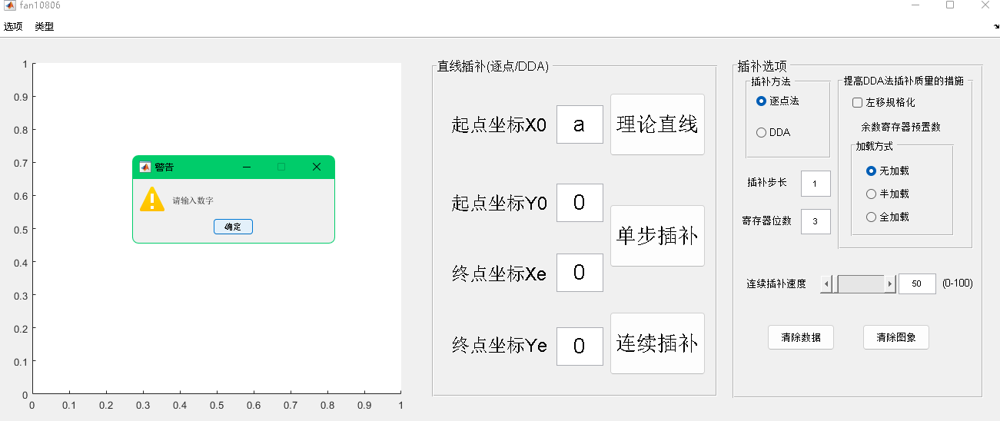 fan10806
选项 类型
1
0.9
0.8
0.7
0.6
0.5
0.4
0.3
0.2
0.1
0
0 0.1 0.2 0.3 0.4 0.5 0.6 0.7 0.8 0.9 1
警告
请输入数字
确定
直线插补(逐点/DDA)
起点坐标X0 a 理论直线
起点坐标Y0 0
单步插补
终点坐标Xe 0
终点坐标Ye 0 连续插补
插补选项
插补方法
逐点法
DDA
提高DDA法插补质量的措施
左移规格化
余数寄存器预置数
加载方式
无加载
半加载
全加载
插补步长 1
寄存器位数 3
连续插补速度 50 (0-100)
清除数据 清除图象